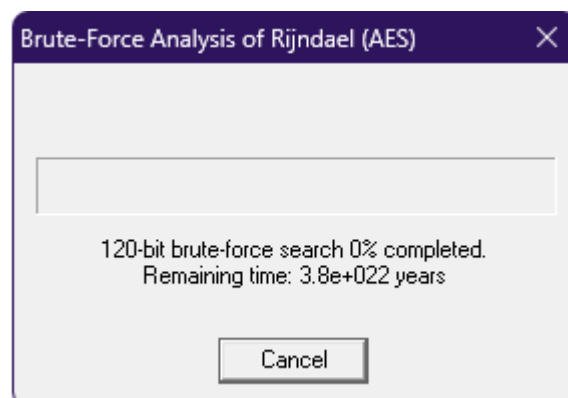 Brute-Force Analysis of Rijndael (AES)
120-bit brute-force search 0% completed.
Remaining time: 3.8e+022 years
Cancel